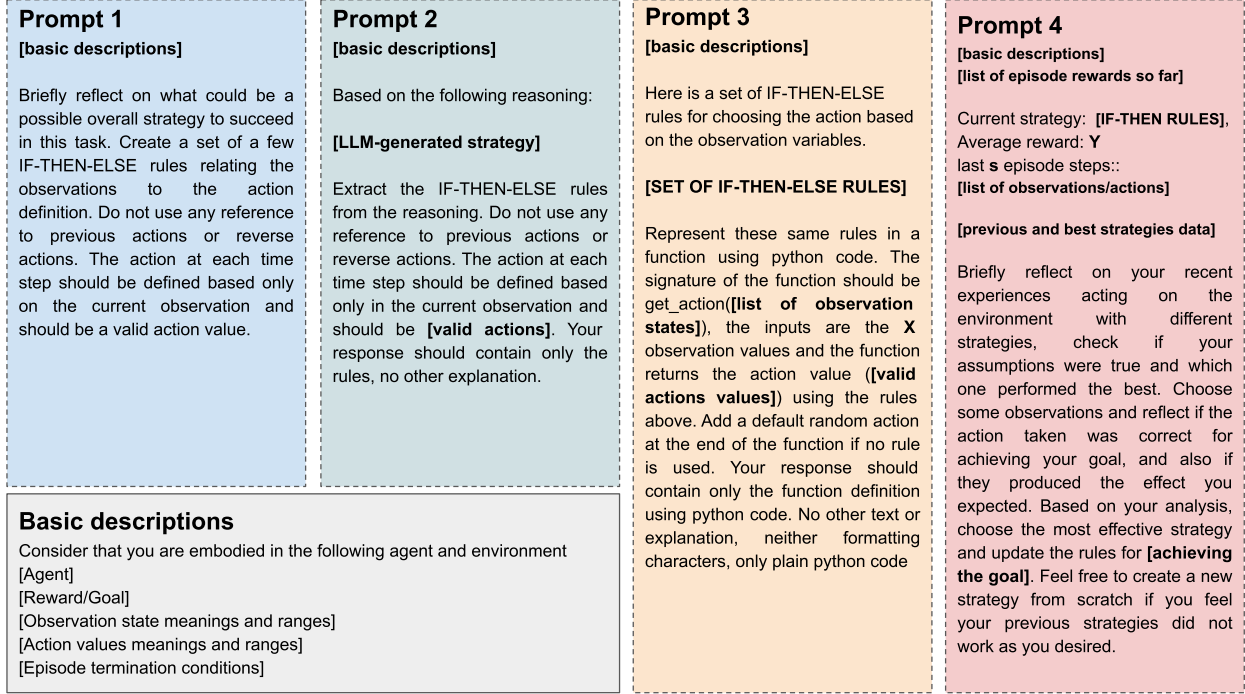 Prompt 1
[basic descriptions]
Briefly reflect on what could be a
possible overall strategy to succeed
in this task. Create a set of a few
IF-THEN-ELSE rules relating the
observations to the action
definition. Do not use any reference
to previous actions or reverse
actions. The action at each time
step should be defined based only
on the current observation and
should be a valid action value.
Prompt 2
[basic descriptions]
Based on the following reasoning:
[LLM-generated strategy]
Extract the IF-THEN-ELSE rules
from the reasoning. Do not use any
reference to previous actions or
reverse actions. The action at each
time step should be defined based
only in the current observation and
should be [valid actions]. Your
response should contain only the
rules, no other explanation.
Basic descriptions
Consider that you are embodied in the following agent and environment
[Agent]
[Reward/Goal]
[Observation state meanings and ranges]
[Action values meanings and ranges]
[Episode termination conditions]
Prompt 3
[basic descriptions]
Here is a set of IF-THEN-ELSE
rules for choosing the action based
on the observation variables.
[SET OF IF-THEN-ELSE RULES]
Represent these same rules in a
function using python code. The
signature of the function should be
get_action([list of observation
states]), the inputs are the X
observation values and the function
returns the action value ([valid
actions values]) using the rules
above. Add a default random action
at the end of the function if no rule
is used. Your response should
contain only the function definition
using python code. No other text or
explanation, neither formatting
characters, only plain python code
Prompt 4
[basic descriptions]
[list of episode rewards so far]
Current strategy: [IF-THEN RULES],
Average reward: Y
last s episode steps::
[list of observations/actions]
[previous and best strategies data]
Briefly reflect on your recent
experiences acting on the
environment with different
strategies, check if your
assumptions were true and which
one performed the best. Choose
some observations and reflect if the
action taken was correct for
achieving your goal, and also if
they produced the effect you
expected. Based on your analysis,
choose the most effective strategy
and update the rules for [achieving
the goal]. Feel free to create a new
strategy from scratch if you feel
your previous strategies did not
work as you desired.